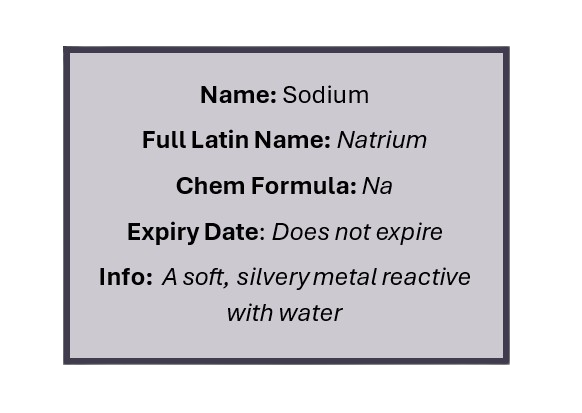 Name: Sodium
Full Latin Name: Natrium
Chem Formula: Na
Expiry Date: Does not expire
Info: A soft, silvery metal reactive
with water